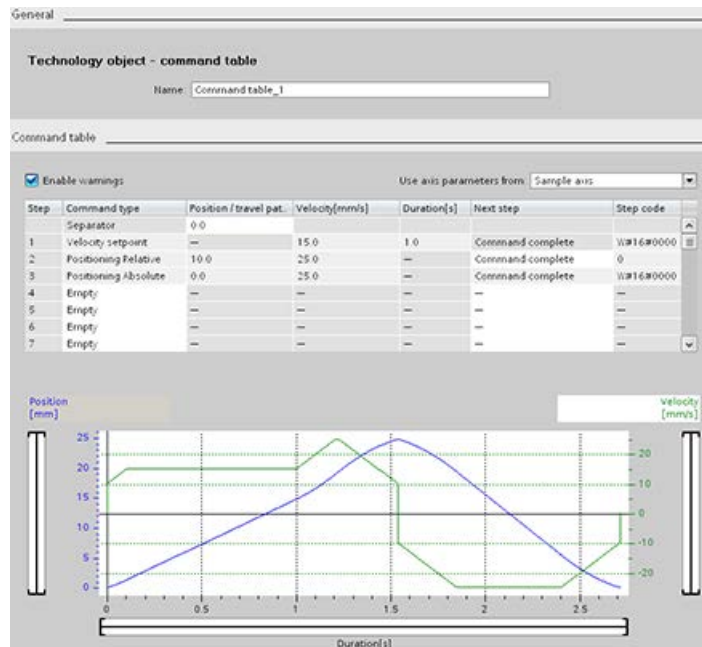 General
Technology object - command table
Name: Command table_1
Command table
Enable warnings Use axis parameters from: Sample axis
Step Command type Position / travel pat.. Velocity[mm/s] Duration[s] Next step Step code
Separator 0.0
1 Velocity setpoint — 15.0 1.0 Command complete W#16#0000
2 Positioning Relative 10.0 25.0 — Command complete 0
3 Positioning Absolute 0.0 25.0 — Command complete W#16#0000
4 Empty — — — — —
5 Empty — — — — —
6 Empty — — — — —
7 Empty — — — — —
Position
[mm]
Velocity
[mm/s]
25
20
15
10
5
0
20
10
0
-10
-20
0 0.5 1 1.5 2 2.5
Duration[s]